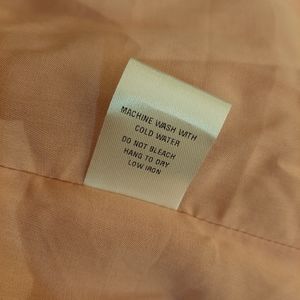 MACHINE WASH WITH
COLD WATER
DO NOT BLEACH
HANG TO DRY
LOW IRON